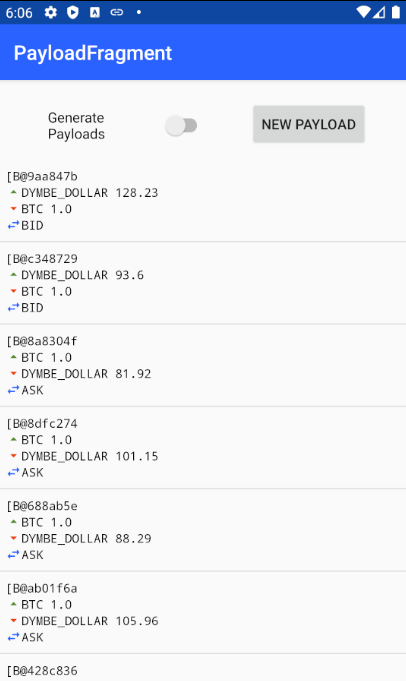 6:06
PayloadFragment
Generate
Payloads
NEW PAYLOAD
[B@9aa847b
DYMBE_DOLLAR 128.23
BTC 1.0
BID
[B@c348729
DYMBE_DOLLAR 93.6
BTC 1.0
BID
[B@8a8304f
BTC 1.0
DYMBE_DOLLAR 81.92
ASK
[B@8dfc274
BTC 1.0
DYMBE_DOLLAR 101.15
ASK
[B@688ab5e
BTC 1.0
DYMBE_DOLLAR 88.29
ASK
[B@ab01f6a
BTC 1.0
DYMBE_DOLLAR 105.96
ASK
[B@428c836